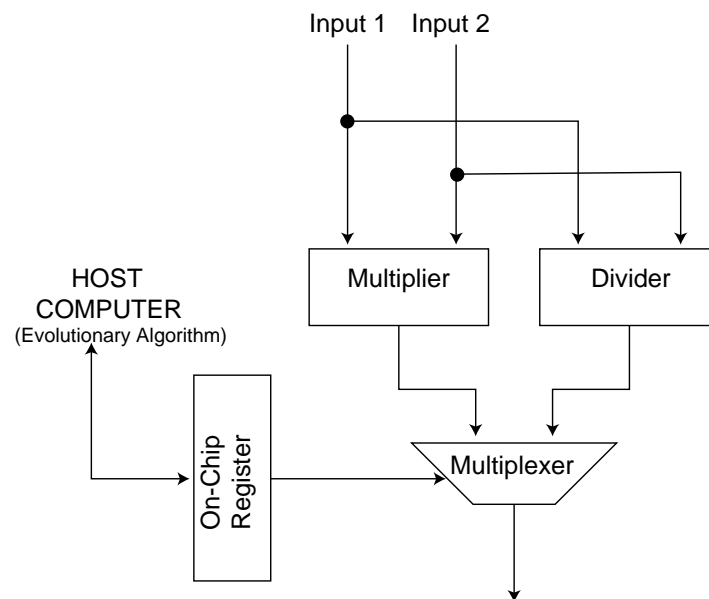 Input 1
Input 2
Multiplier
Divider
HOST
COMPUTER
(Evolutionary Algorithm)
On-Chip
Register
Multiplexer